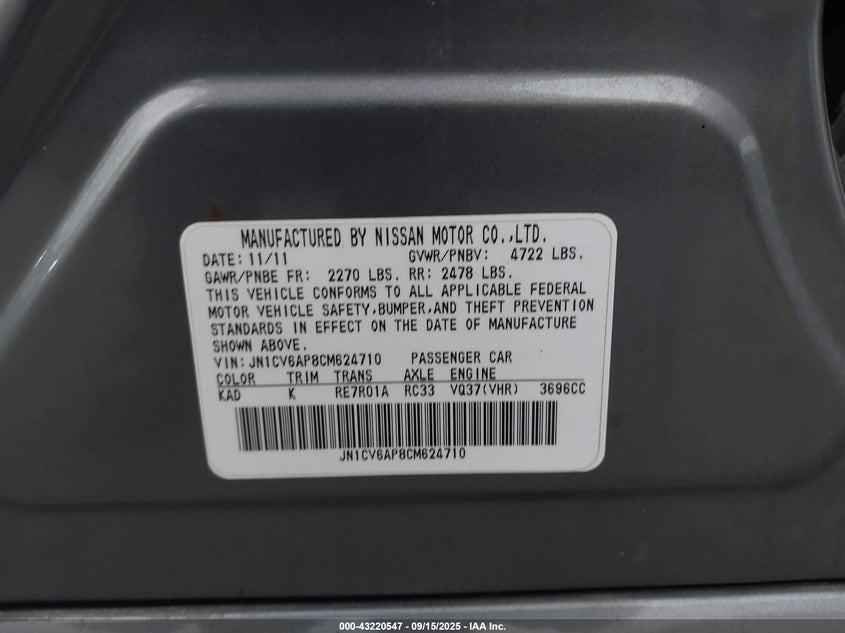 MANUFACTURED BY NISSAN MOTOR CO.,LTD.
DATE: 11/11 GVWR/PNBV: 4722 LBS.
GAWR/PNBE FR: 2270 LBS. RR: 2478 LBS.
THIS VEHICLE CONFORMS TO ALL APPLICABLE FEDERAL
MOTOR VEHICLE SAFETY,BUMPER,AND THEFT PREVENTION
STANDARDS IN EFFECT ON THE DATE OF MANUFACTURE
SHOWN ABOVE.
VIN: JN1CV6AP8CM624710 PASSENGER CAR
COLOR TRIM TRANS AXLE ENGINE
KAD K RE7R01A RC33 VQ37(VHR) 3696CC
JN1CV6AP8CM624710
000-43220547 - 09/15/2025 - IAA Inc.